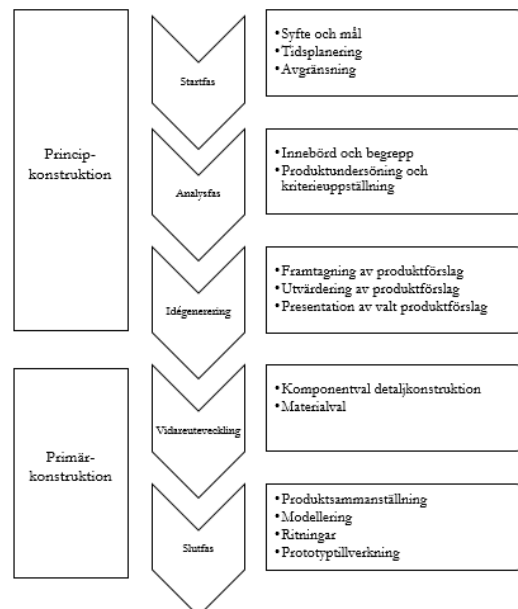 Princip-
konstruktion
Startfas
• Syfte och mål
• Tidsplanering
• Avgränsning
Analysfas
• Innebörd och begrepp
• Produktundersöning och
kriterieuppställning
Idégenerering
• Framtagning av produktförslag
• Utvärdering av produktförslag
• Presentation av valt produktförslag
Primär-
konstruktion
Vidareuteveckling
• Komponentval detaljkonstruktion
• Materialval
Slutfas
• Produktsammanställning
• Modellering
• Ritningar
• Prototyptillverkning